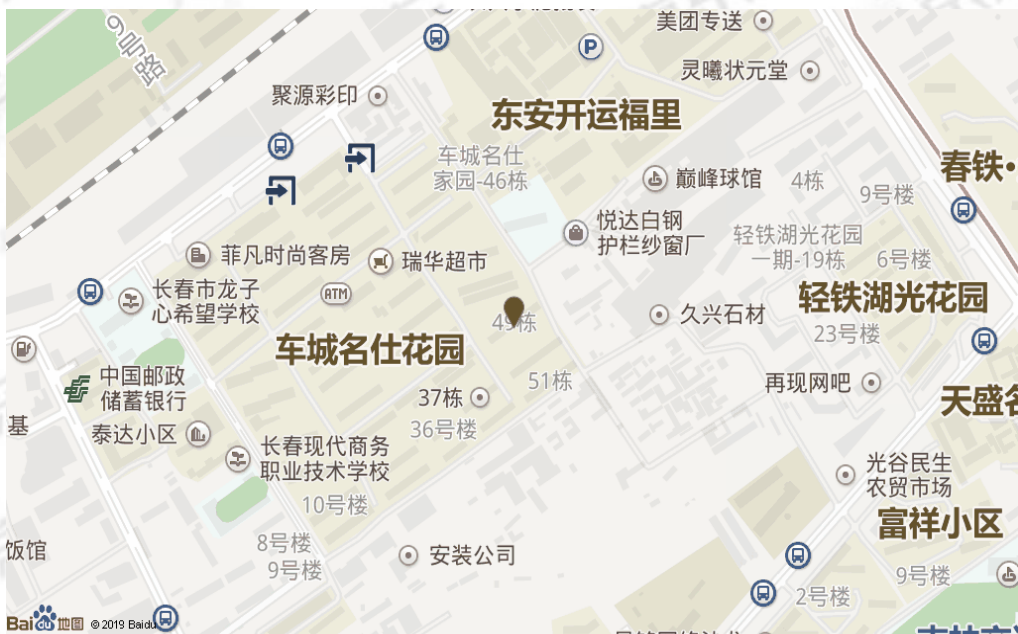 美团专送
9号路
灵曦状元堂
聚源彩印
东安开运福里
车城名仕
家园-46栋
巅峰球馆
4栋
春铁·
9号楼
悦达白钢
护栏纱窗厂
轻铁湖光花园
一期-19栋
6号楼
菲凡时尚客房
瑞华超市
长春市龙子
心希望学校
ATM
轻铁湖光花园
久兴石材
49栋
23号楼
车城名仕花园
中国邮政
储蓄银行
51栋
再现网吧
37栋
天盛名
基
泰达小区
36号楼
长春现代商务
职业技术学校
光谷民生
农贸市场
10号楼
富祥小区
饭馆
8号楼
9号楼
安装公司
9号楼
2号楼
Bai du 地图 © 2019 Baidu
P